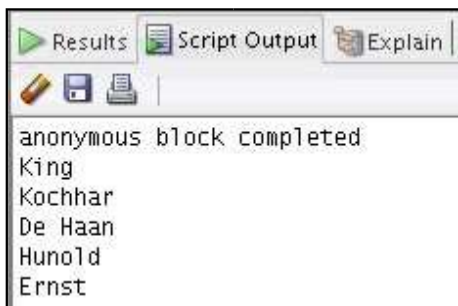 Results Script Output Explain
anonymous block completed
King
Kochhar
De Haan
Hunold
Ernst